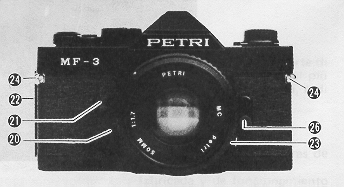 PETRI
MF-3
24
24
22
21
20
26
23
PETRI
MC
Petri
50MM
1:1.7